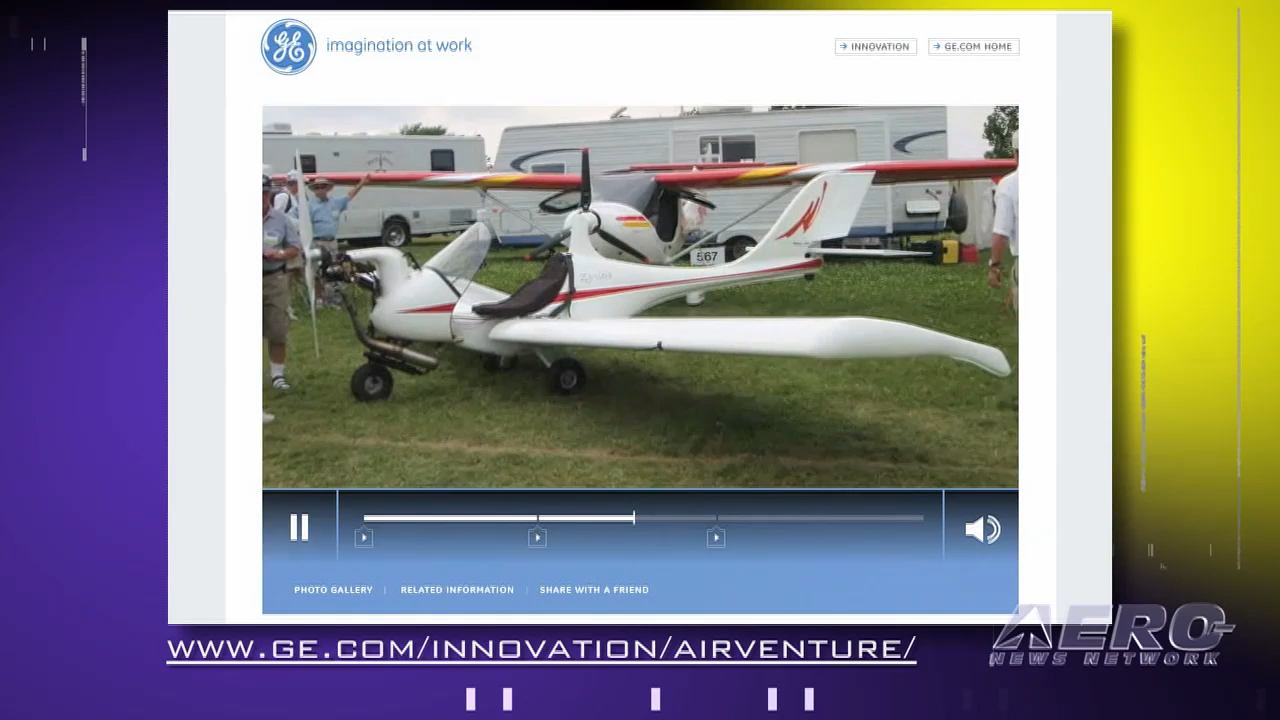 GE imagination at work
INNOVATION
GE.COM HOME
567
PHOTO GALLERY | RELATED INFORMATION | SHARE WITH A FRIEND
WWW.GE.COM/INNOVATION/AIRVENTURE/
AERO
NEWS NETWORK